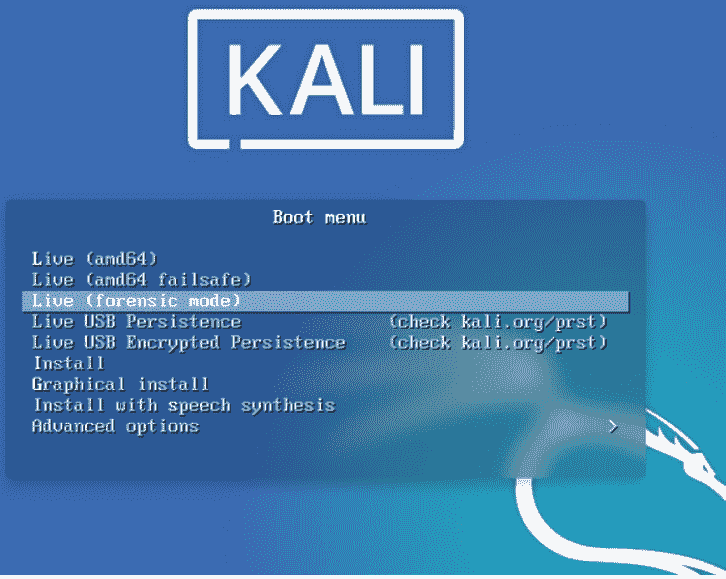 KALI
Boot menu
Live (amd64)
Live (amd64 failsafe)
Live (forensic mode)
Live USB Persistence (check kali.org/prst)
Live USB Encrypted Persistence (check kali.org/prst)
Install
Graphical install
Install with speech synthesis
Advanced options >